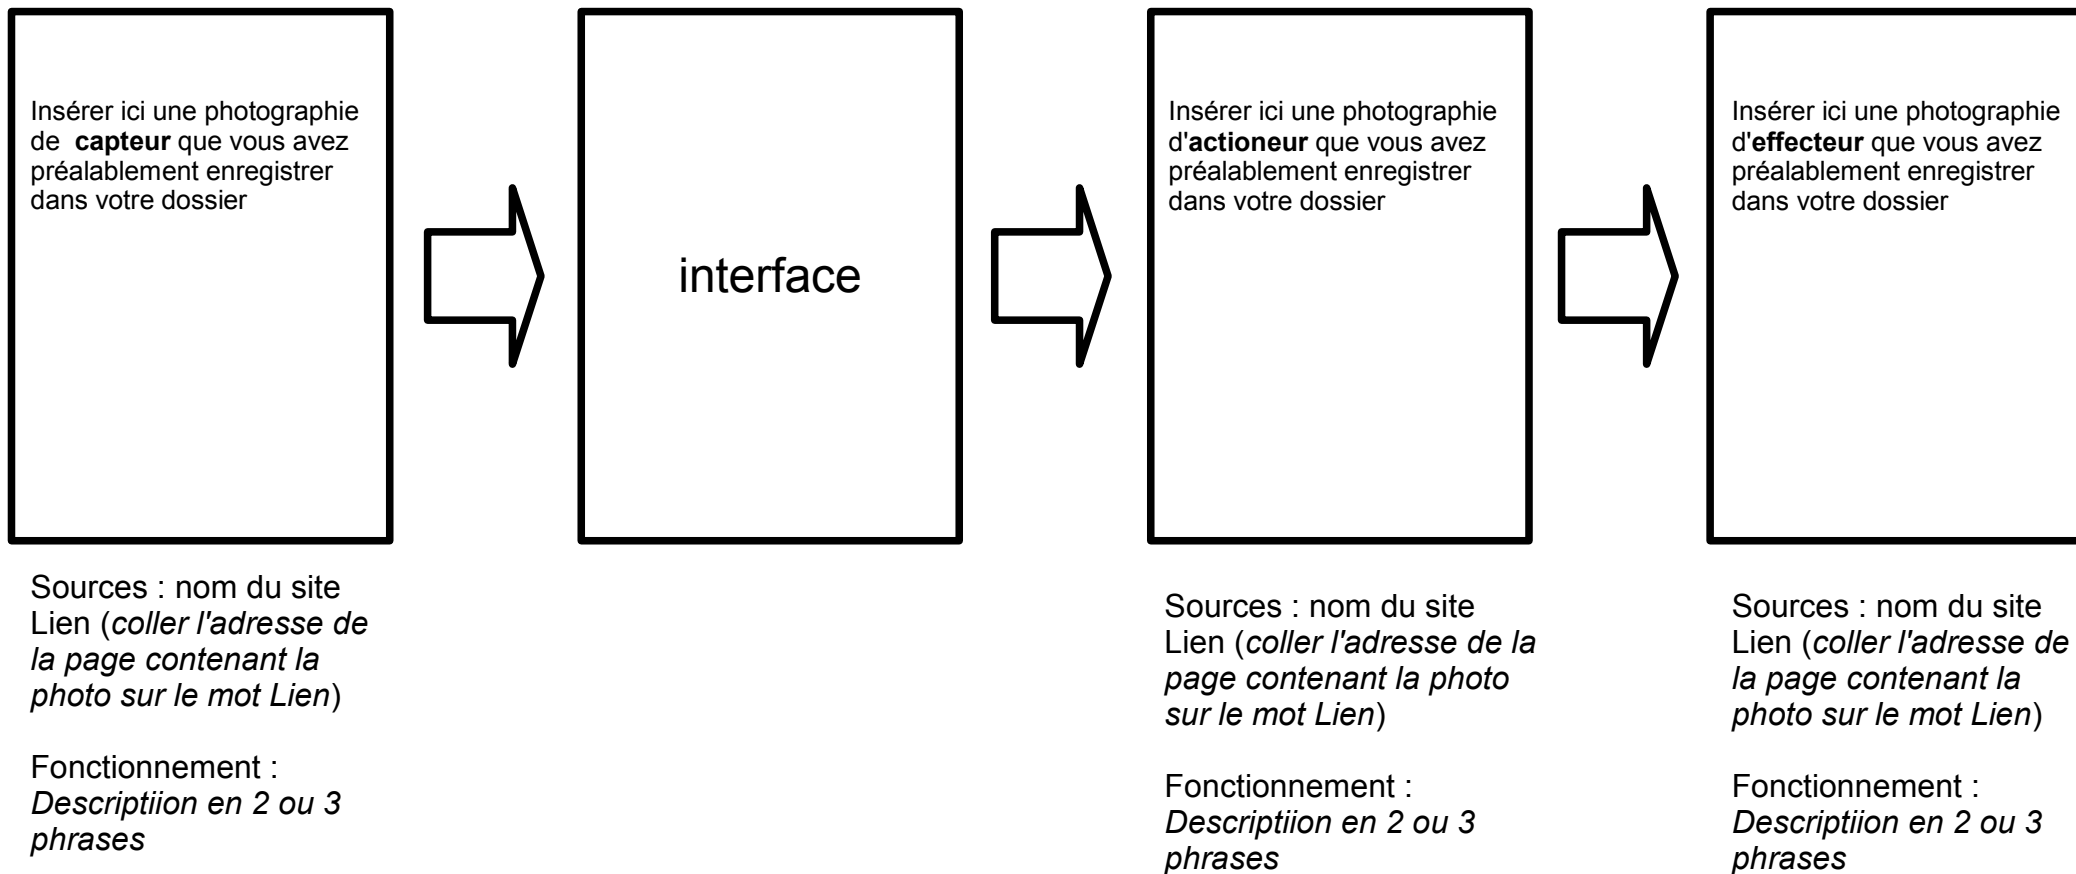 Insérer ici une photographie
de  capteur que vous avez
préalablement enregistrer
dans votre dossier
interface
Insérer ici une photographie
d'actioneur que vous avez
préalablement enregistrer
dans votre dossier
Insérer ici une photographie
d'effecteur que vous avez
préalablement enregistrer
dans votre dossier
Sources : nom du site
Lien (coller l'adresse de
la page contenant la
photo sur le mot Lien)
Fonctionnement :
Descriptiion en 2 ou 3
phrases
Sources : nom du site
Lien (coller l'adresse de la
page contenant la photo
sur le mot Lien)
Fonctionnement :
Descriptiion en 2 ou 3
phrases
Sources : nom du site
Lien (coller l'adresse de
la page contenant la
photo sur le mot Lien)
Fonctionnement :
Descriptiion en 2 ou 3
phrases